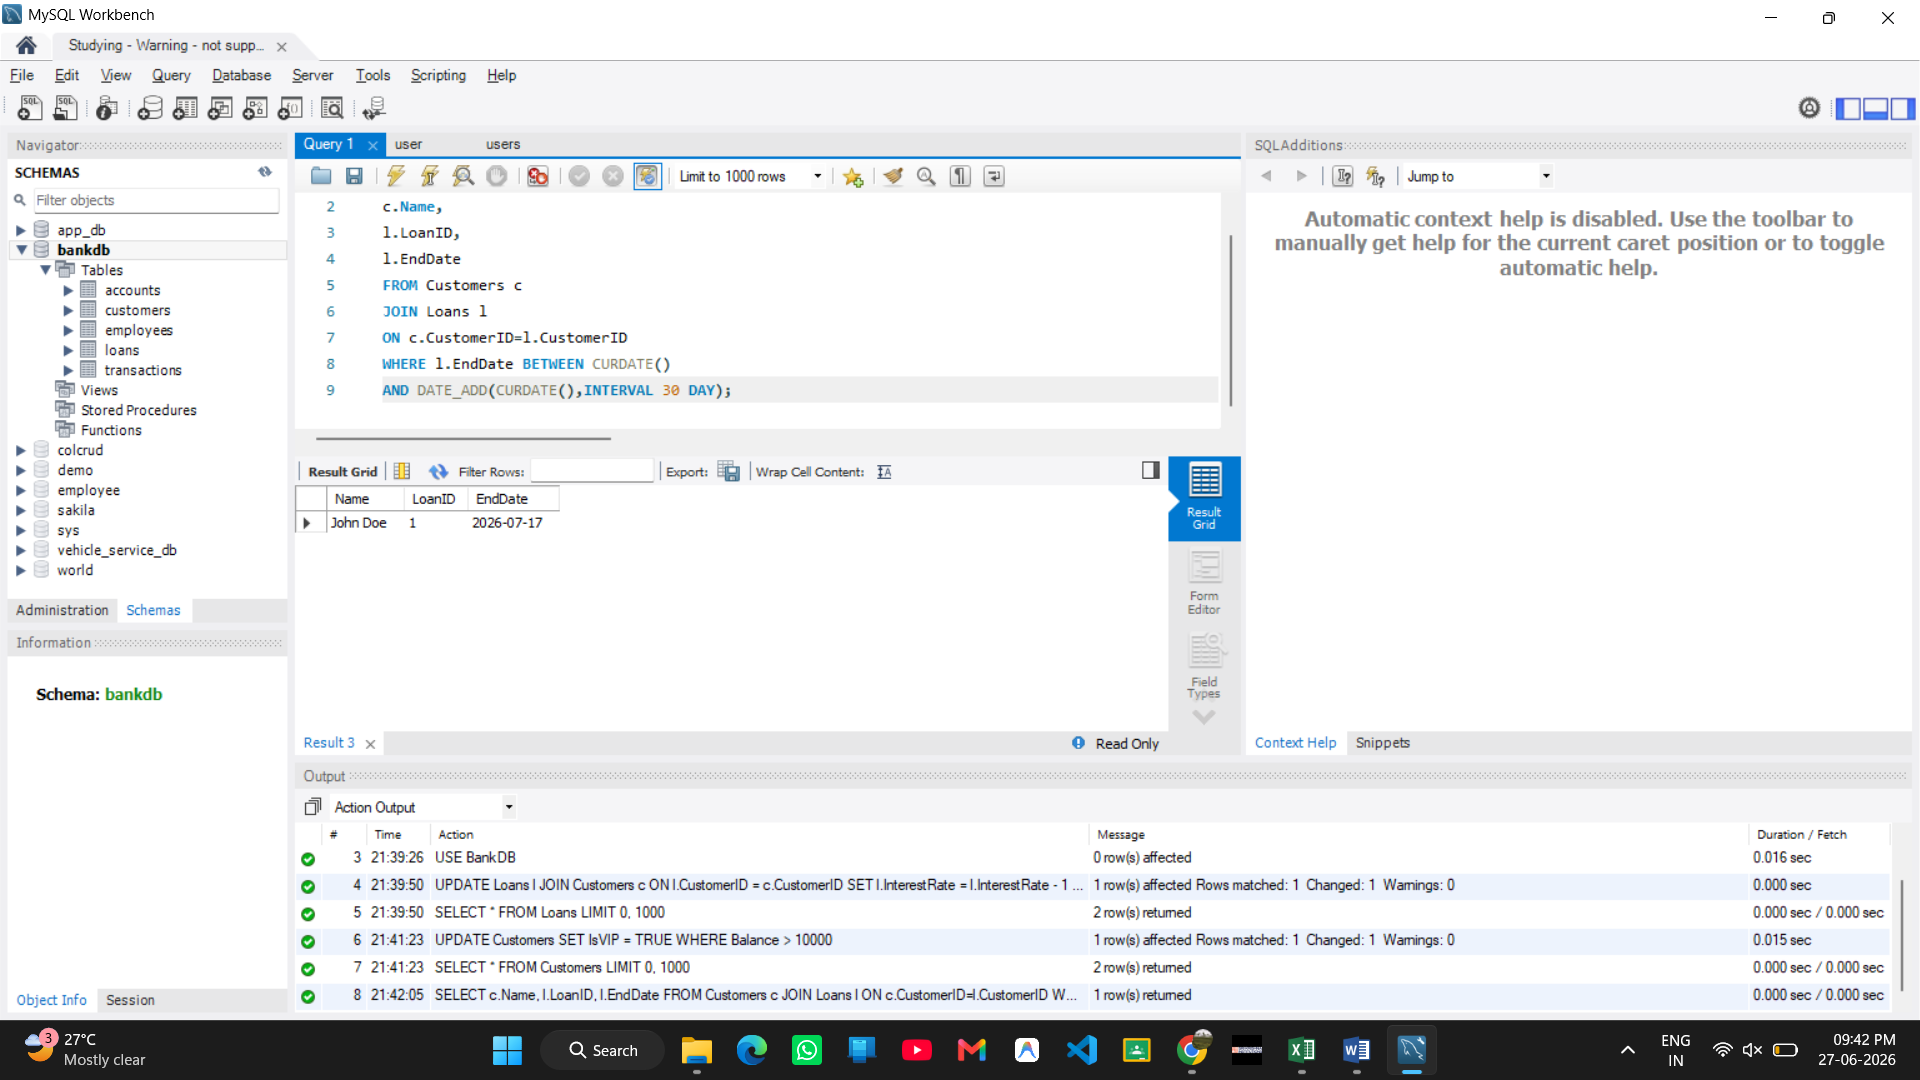 MySQL Workbench
Studying - Warning - not supp...
File Edit View Query Database Server Tools Scripting Help
Navigator
SCHEMAS
Filter objects
app_db
bankdb
Tables
accounts
customers
employees
loans
transactions
Views
Stored Procedures
Functions
colcrud
demo
employee
sakila
sys
vehicle_service_db
world
Administration Schemas
Information
Schema: bankdb
Object Info Session
Query 1 user users
Limit to 1000 rows
2 c.Name,
3 l.LoanID,
4 l.EndDate
5 FROM Customers c
6 JOIN Loans l
7 ON c.CustomerID=l.CustomerID
8 WHERE l.EndDate BETWEEN CURDATE()
9 AND DATE_ADD(CURDATE(),INTERVAL 30 DAY);
Result Grid Filter Rows: Export: Wrap Cell Content:
Name LoanID EndDate
John Doe 1 2026-07-17
Result Grid
Form Editor
Field Types
Result 3 Read Only
SQLAdditions
Jump to
Automatic context help is disabled. Use the toolbar to
manually get help for the current caret position or to toggle
automatic help.
Context Help Snippets
Output
Action Output
# Time Action Message Duration / Fetch
3 21:39:26 USE BankDB 0 row(s) affected 0.016 sec
4 21:39:50 UPDATE Loans l JOIN Customers c ON l.CustomerID = c.CustomerID SET l.InterestRate = l.InterestRate - 1 ... 1 row(s) affected Rows matched: 1 Changed: 1 Warnings: 0 0.000 sec
5 21:39:50 SELECT * FROM Loans LIMIT 0, 1000 2 row(s) returned 0.000 sec / 0.000 sec
6 21:41:23 UPDATE Customers SET IsVIP = TRUE WHERE Balance > 10000 1 row(s) affected Rows matched: 1 Changed: 1 Warnings: 0 0.015 sec
7 21:41:23 SELECT * FROM Customers LIMIT 0, 1000 2 row(s) returned 0.000 sec / 0.000 sec
8 21:42:05 SELECT c.Name, l.LoanID, l.EndDate FROM Customers c JOIN Loans l ON c.CustomerID=l.CustomerID W... 1 row(s) returned 0.000 sec / 0.000 sec
3
27°C
Mostly clear
Search
ENG
IN
09:42 PM
27-06-2026